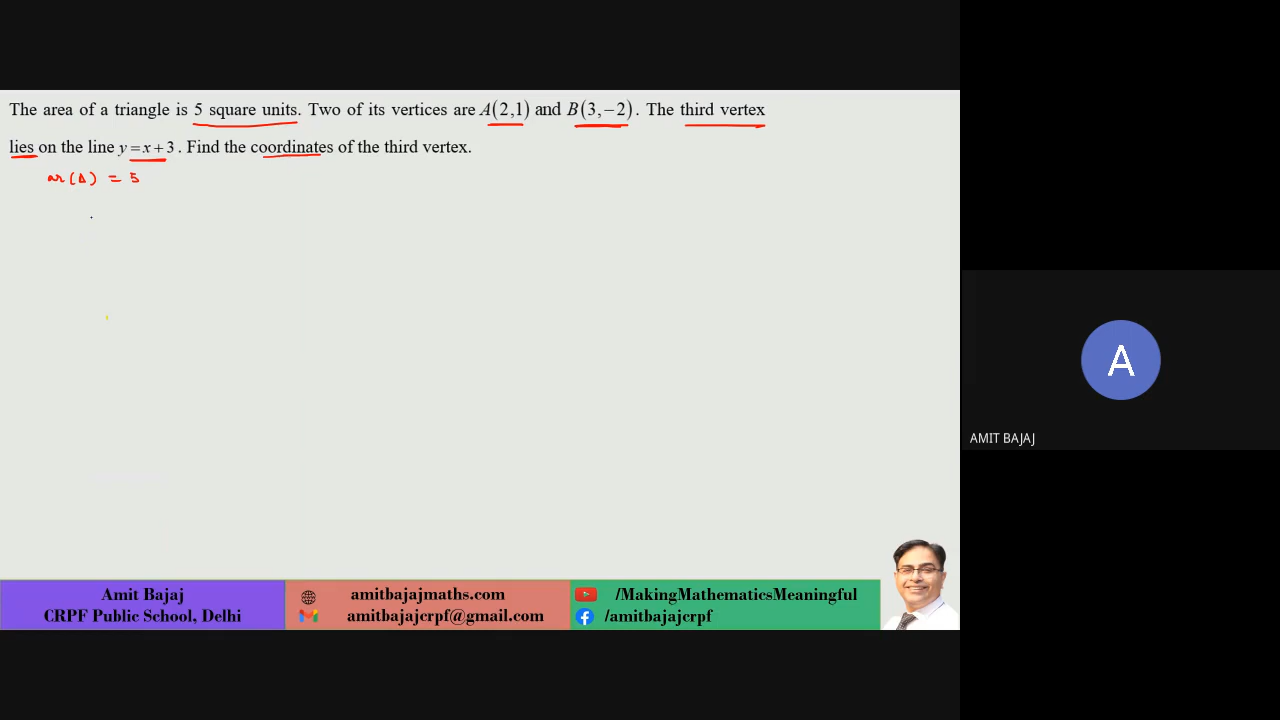 The area of a triangle is 5 square units. Two of its vertices are A(2,1) and B(3,−2). The third vertex
lies on the line y = x + 3. Find the coordinates of the third vertex.
ar(Δ) = 5
A
AMIT BAJAJ
Amit Bajaj
CRPF Public School, Delhi
amitbajajmaths.com
amitbajajcrpf@gmail.com
/MakingMathematicsMeaningful
/amitbajajcrpf